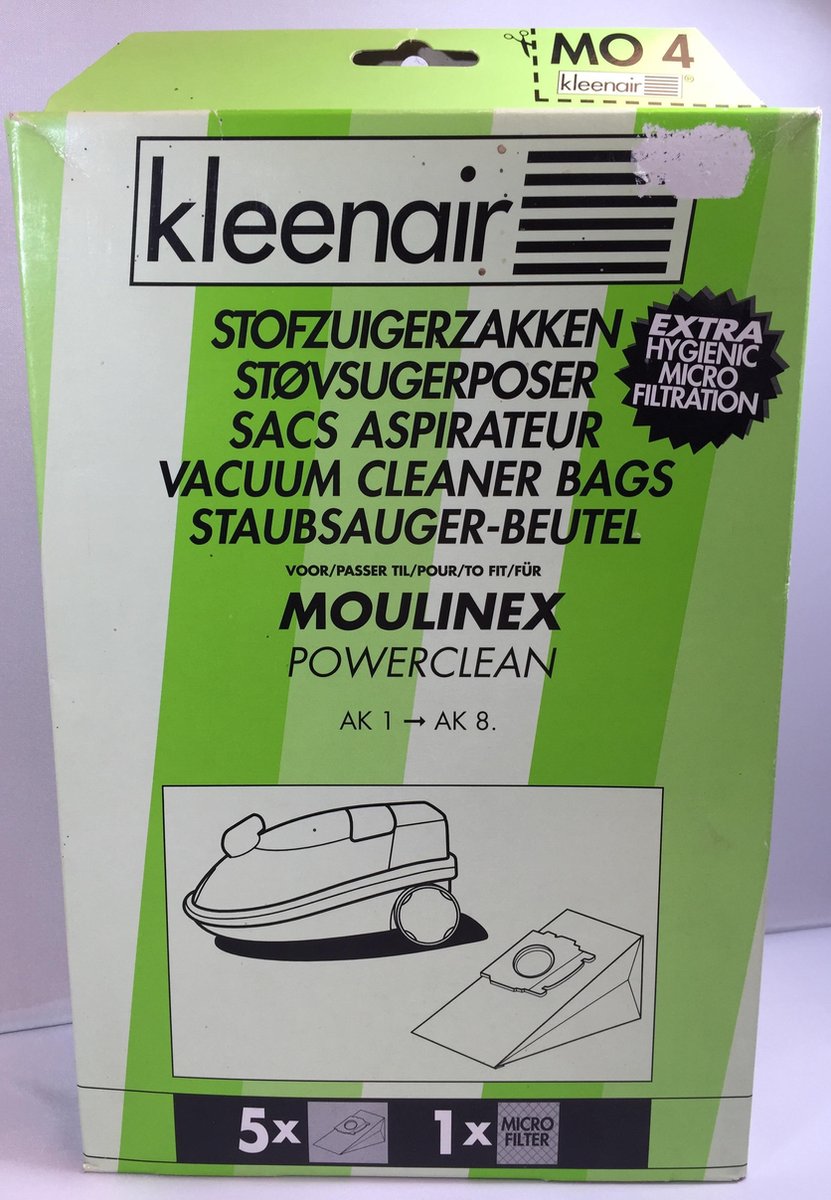 MO 4
kleenair
®
kleenair
STOFZUIGERZAKKEN
STØVSUGERPOSER
SACS ASPIRATEUR
VACUUM CLEANER BAGS
STAUBSAUGER-BEUTEL
EXTRA
HYGIENIC
MICRO
FILTRATION
VOOR/PASSER TIL/POUR/TO FIT/FÜR
MOULINEX
POWERCLEAN
AK 1 → AK 8.
5x 1x
MICRO
FILTER